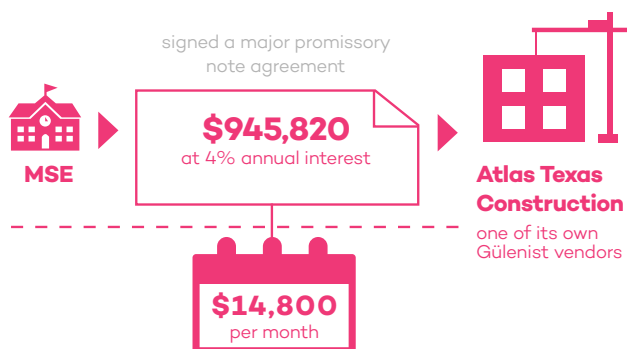 signed a major promissory
note agreement
$945,820
at 4% annual interest
MSE
Atlas Texas
Construction
one of its own
Gülenist vendors
$14,800
per month